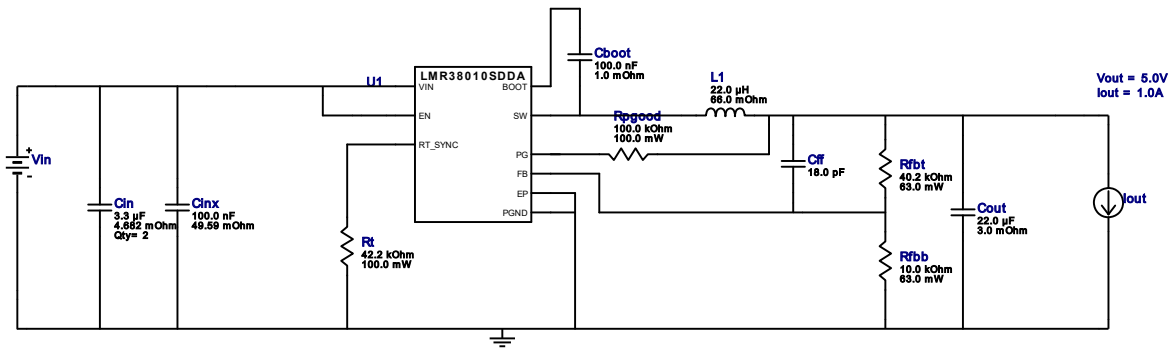 LMR38010SDDA
U1
VIN
EN
RT_SYNC
BOOT
SW
PG
FB
EP
PGND
Cboot
100.0 nF
1.0 mOhm
L1
22.0 µH
66.0 mOhm
Vout = 5.0V
Iout = 1.0A
Rpgood
100.0 kOhm
100.0 mW
+
Vin
-
Cin
3.3 µF
4.682 mOhm
Qty= 2
Cinx
100.0 nF
49.59 mOhm
Rt
42.2 kOhm
100.0 mW
Cff
18.0 pF
Rfbt
40.2 kOhm
63.0 mW
Rfbb
10.0 kOhm
63.0 mW
Cout
22.0 µF
3.0 mOhm
Iout